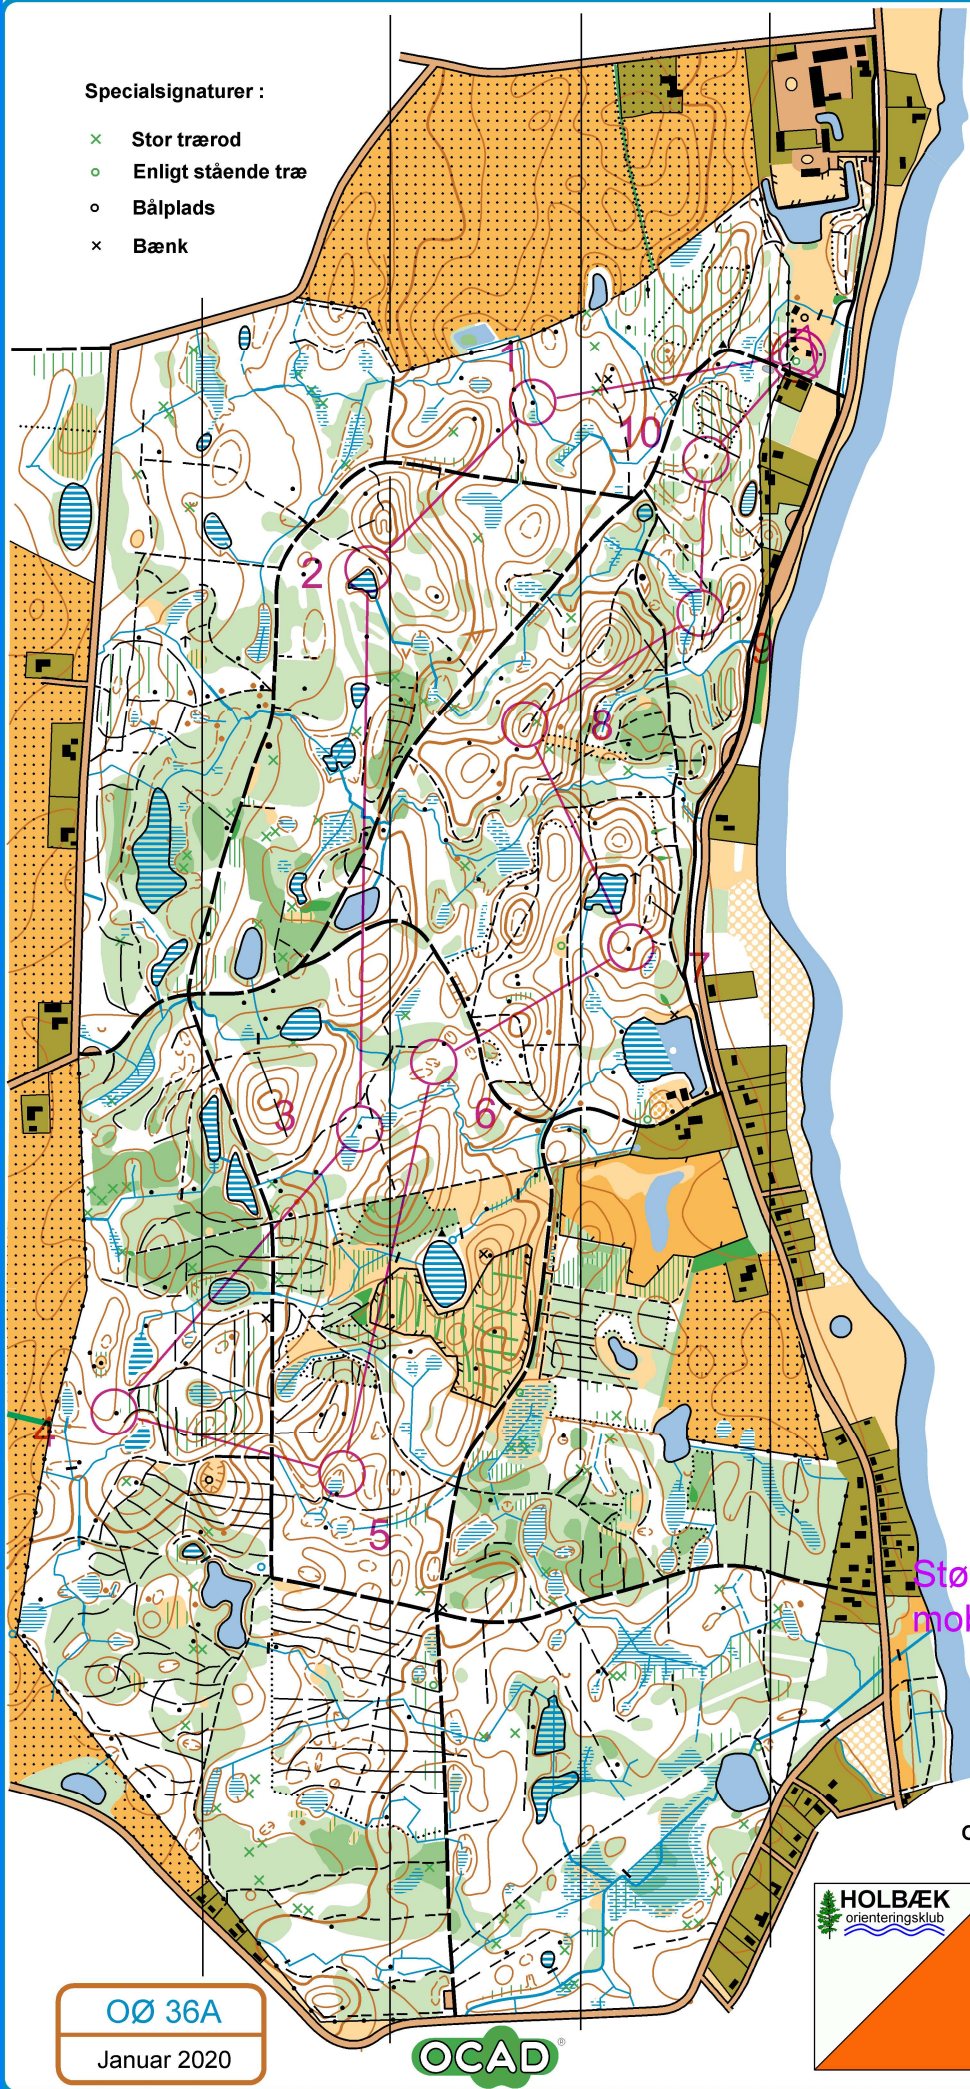 Specialsignaturer :
Stor trærod
Enligt stående træ
Bålplads
Bænk
1
10
2
9
8
7
3
6
4
5
Stø
mol
HOLBÆK
orienteringsklub
OØ 36A
Januar 2020
OCAD®